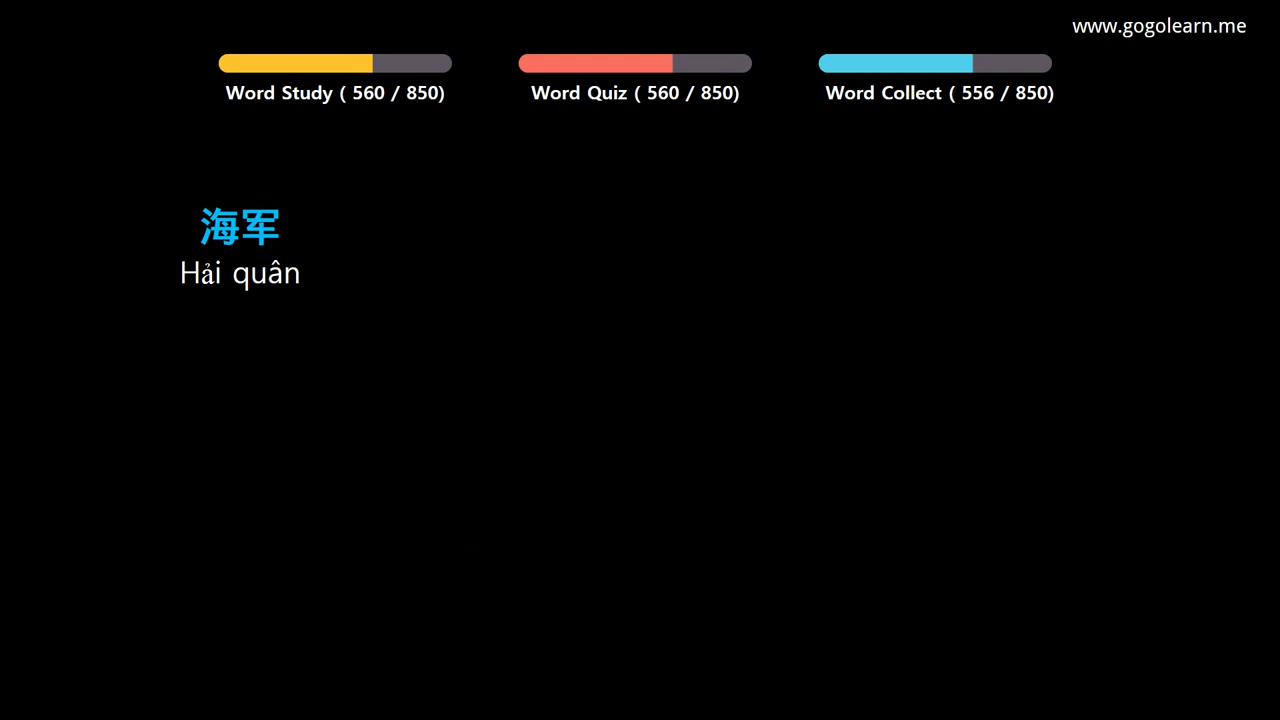 www.gogolearn.me
Word Study ( 560 / 850)
Word Quiz ( 560 / 850)
Word Collect ( 556 / 850)
海军
Hải quân